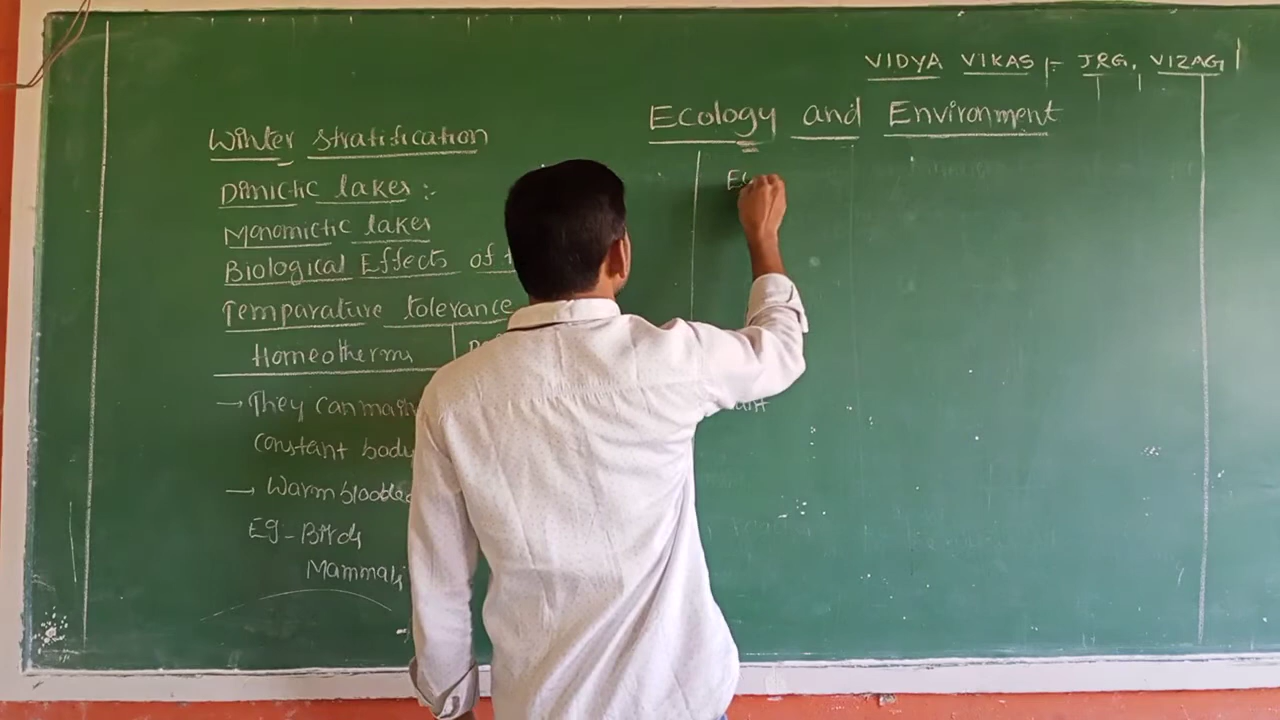 VIDYA VIKAS :- JRG, VIZAG
Ecology and Environment
Winter stratification
Dimictic lakes :-
Monomictic lakes
Biological Effects of
Temparature tolerance
Homeotherms
→ They can
Constant body
→ Warm blooded
Eg - Birds
Mammals